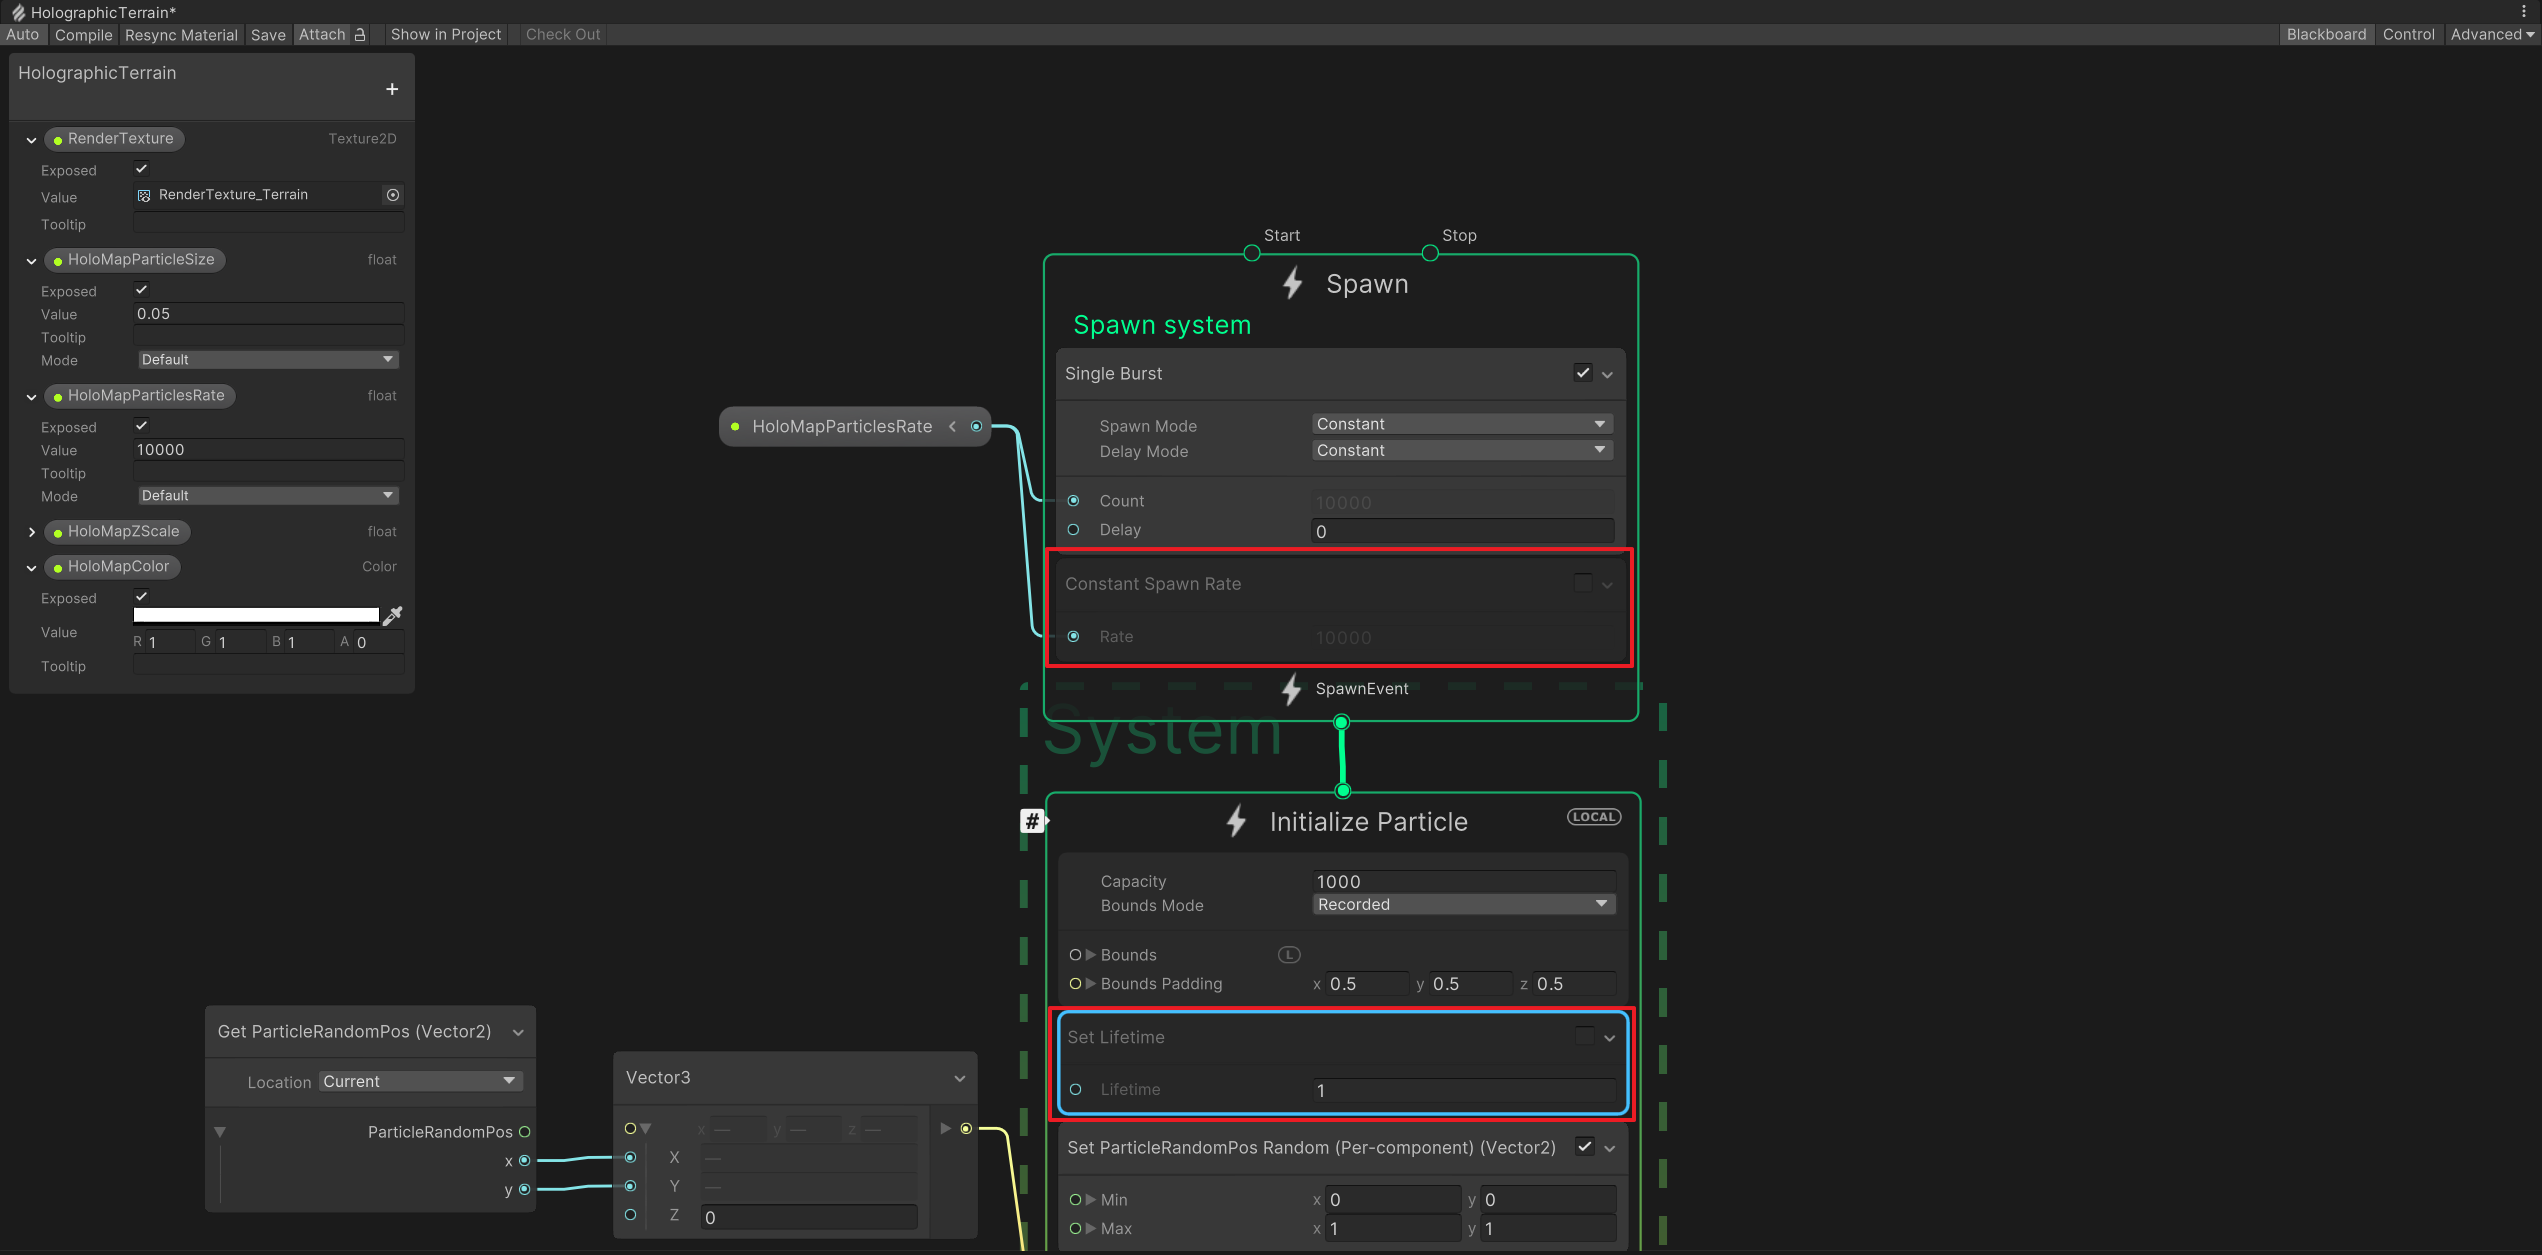 HolographicTerrain*
Auto Compile Resync Material Save Attach Show in Project Check Out Blackboard Control Advanced
HolographicTerrain
+
RenderTexture Texture2D
Exposed
Value RenderTexture_Terrain
Tooltip
HoloMapParticleSize float
Exposed
Value 0.05
Tooltip
Mode Default
HoloMapParticlesRate float
Exposed
Value 10000
Tooltip
Mode Default
HoloMapZScale float
HoloMapColor Color
Exposed
Value
R 1 G 1 B 1 A 0
Tooltip
Start Stop
Spawn
Spawn system
Single Burst
Spawn Mode Constant
Delay Mode Constant
Count 10000
Delay 0
Constant Spawn Rate
Rate 10000
SpawnEvent
HoloMapParticlesRate <
System
#
Initialize Particle LOCAL
Capacity 1000
Bounds Mode Recorded
Bounds L
Bounds Padding x 0.5 y 0.5 z 0.5
Set Lifetime
Lifetime 1
Set ParticleRandomPos Random (Per-component) (Vector2)
Min x 0 y 0
Max x 1 y 1
Get ParticleRandomPos (Vector2)
Location Current
ParticleRandomPos
x
y
Vector3
x — y — z —
X —
Y —
Z 0